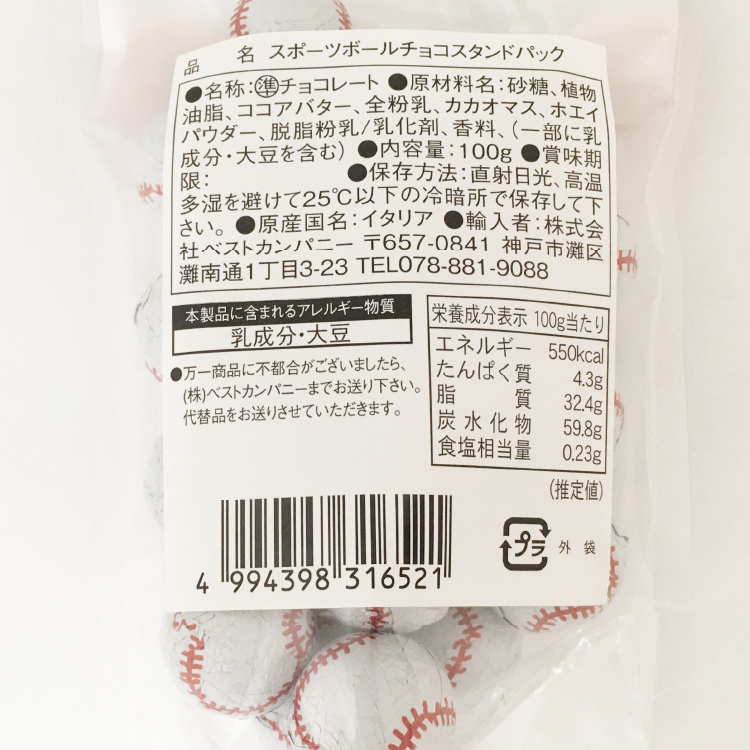 品 名 スポーツボールチョコスタンドパック
●名称:㊜チョコレート ●原材料名:砂糖、植物
油脂、ココアバター、全粉乳、カカオマス、ホエイ
パウダー、脱脂粉乳/乳化剤、香料、(一部に乳
成分・大豆を含む) ●内容量:100g ●賞味期
限: ●保存方法:直射日光、高温
多湿を避けて25℃以下の冷暗所で保存して下
さい。 ●原産国名:イタリア ●輸入者:株式会
社ベストカンパニー 〒657-0841 神戸市灘区
灘南通1丁目3-23 TEL078-881-9088
本製品に含まれるアレルギー物質
乳成分・大豆
●万一商品に不都合がございましたら、
(株)ベストカンパニーまでお送り下さい。
代替品をお送りさせていただきます。
栄養成分表示 100g当たり
エネルギー 550kcal
たんぱく質 4.3g
脂質 32.4g
炭水化物 59.8g
食塩相当量 0.23g
(推定値)
4 994398 316521
プラ 外袋